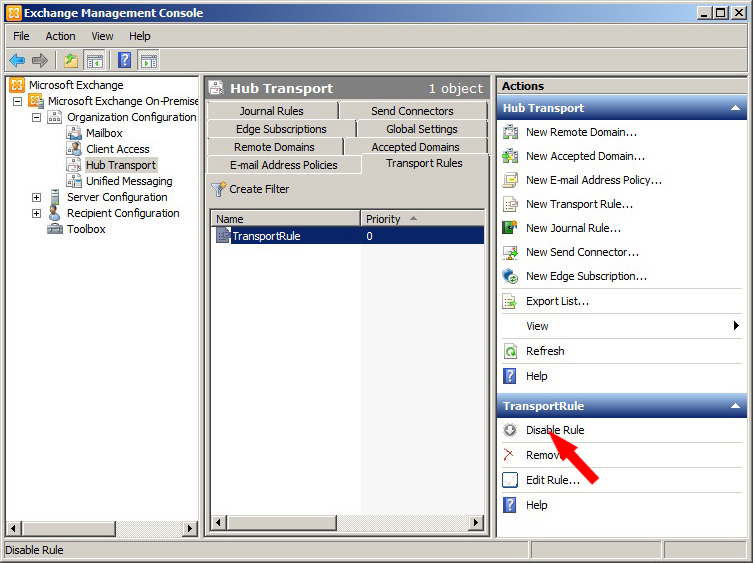 Exchange Management Console
File Action View Help
Microsoft Exchange
Microsoft Exchange On-Premise
Organization Configuration
Mailbox
Client Access
Hub Transport
Unified Messaging
Server Configuration
Recipient Configuration
Toolbox
Hub Transport 1 object
Journal Rules Send Connectors
Edge Subscriptions Global Settings
Remote Domains Accepted Domains
E-mail Address Policies Transport Rules
Create Filter
Name Priority
TransportRule 0
Actions
Hub Transport
New Remote Domain...
New Accepted Domain...
New E-mail Address Policy...
New Transport Rule...
New Journal Rule...
New Send Connector...
New Edge Subscription...
Export List...
View
Refresh
Help
TransportRule
Disable Rule
Remove
Edit Rule...
Help
Disable Rule